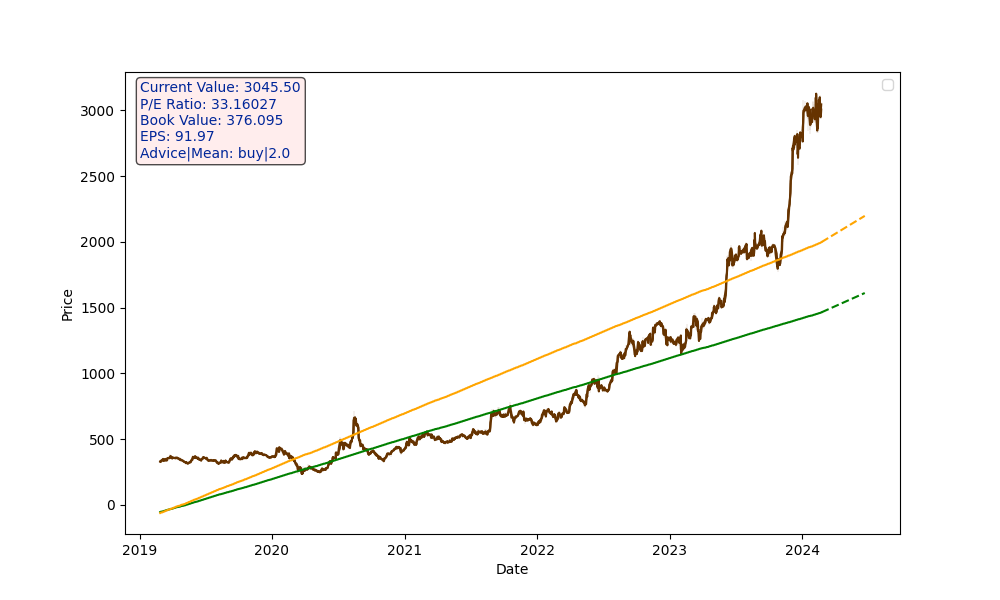 Current Value: 3045.50
P/E Ratio: 33.16027
Book Value: 376.095
EPS: 91.97
Advice|Mean: buy|2.0
3000
2500
2000
1500
1000
500
0
Price
2019 2020 2021 2022 2023 2024
Date